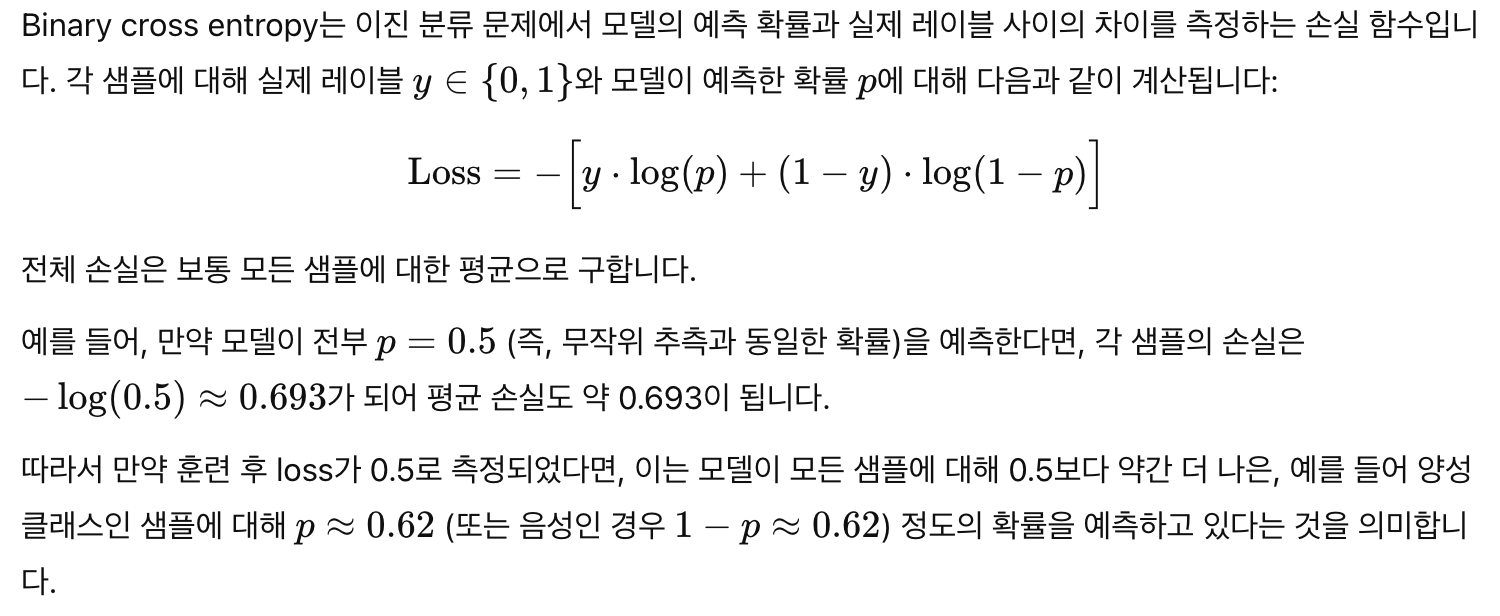 Binary cross entropy는 이진 분류 문제에서 모델의 예측 확률과 실제 레이블 사이의 차이를 측정하는 손실 함수입니
다. 각 샘플에 대해 실제 레이블 y ∈ {0, 1}와 모델이 예측한 확률 p에 대해 다음과 같이 계산됩니다:
Loss = −[y · log(p) + (1 − y) · log(1 − p)]
전체 손실은 보통 모든 샘플에 대한 평균으로 구합니다.
예를 들어, 만약 모델이 전부 p = 0.5 (즉, 무작위 추측과 동일한 확률)을 예측한다면, 각 샘플의 손실은
− log(0.5) ≈ 0.693가 되어 평균 손실도 약 0.693이 됩니다.
따라서 만약 훈련 후 loss가 0.5로 측정되었다면, 이는 모델이 모든 샘플에 대해 0.5보다 약간 더 나은, 예를 들어 양성
클래스인 샘플에 대해 p ≈ 0.62 (또는 음성인 경우 1 − p ≈ 0.62) 정도의 확률을 예측하고 있다는 것을 의미합니
다.